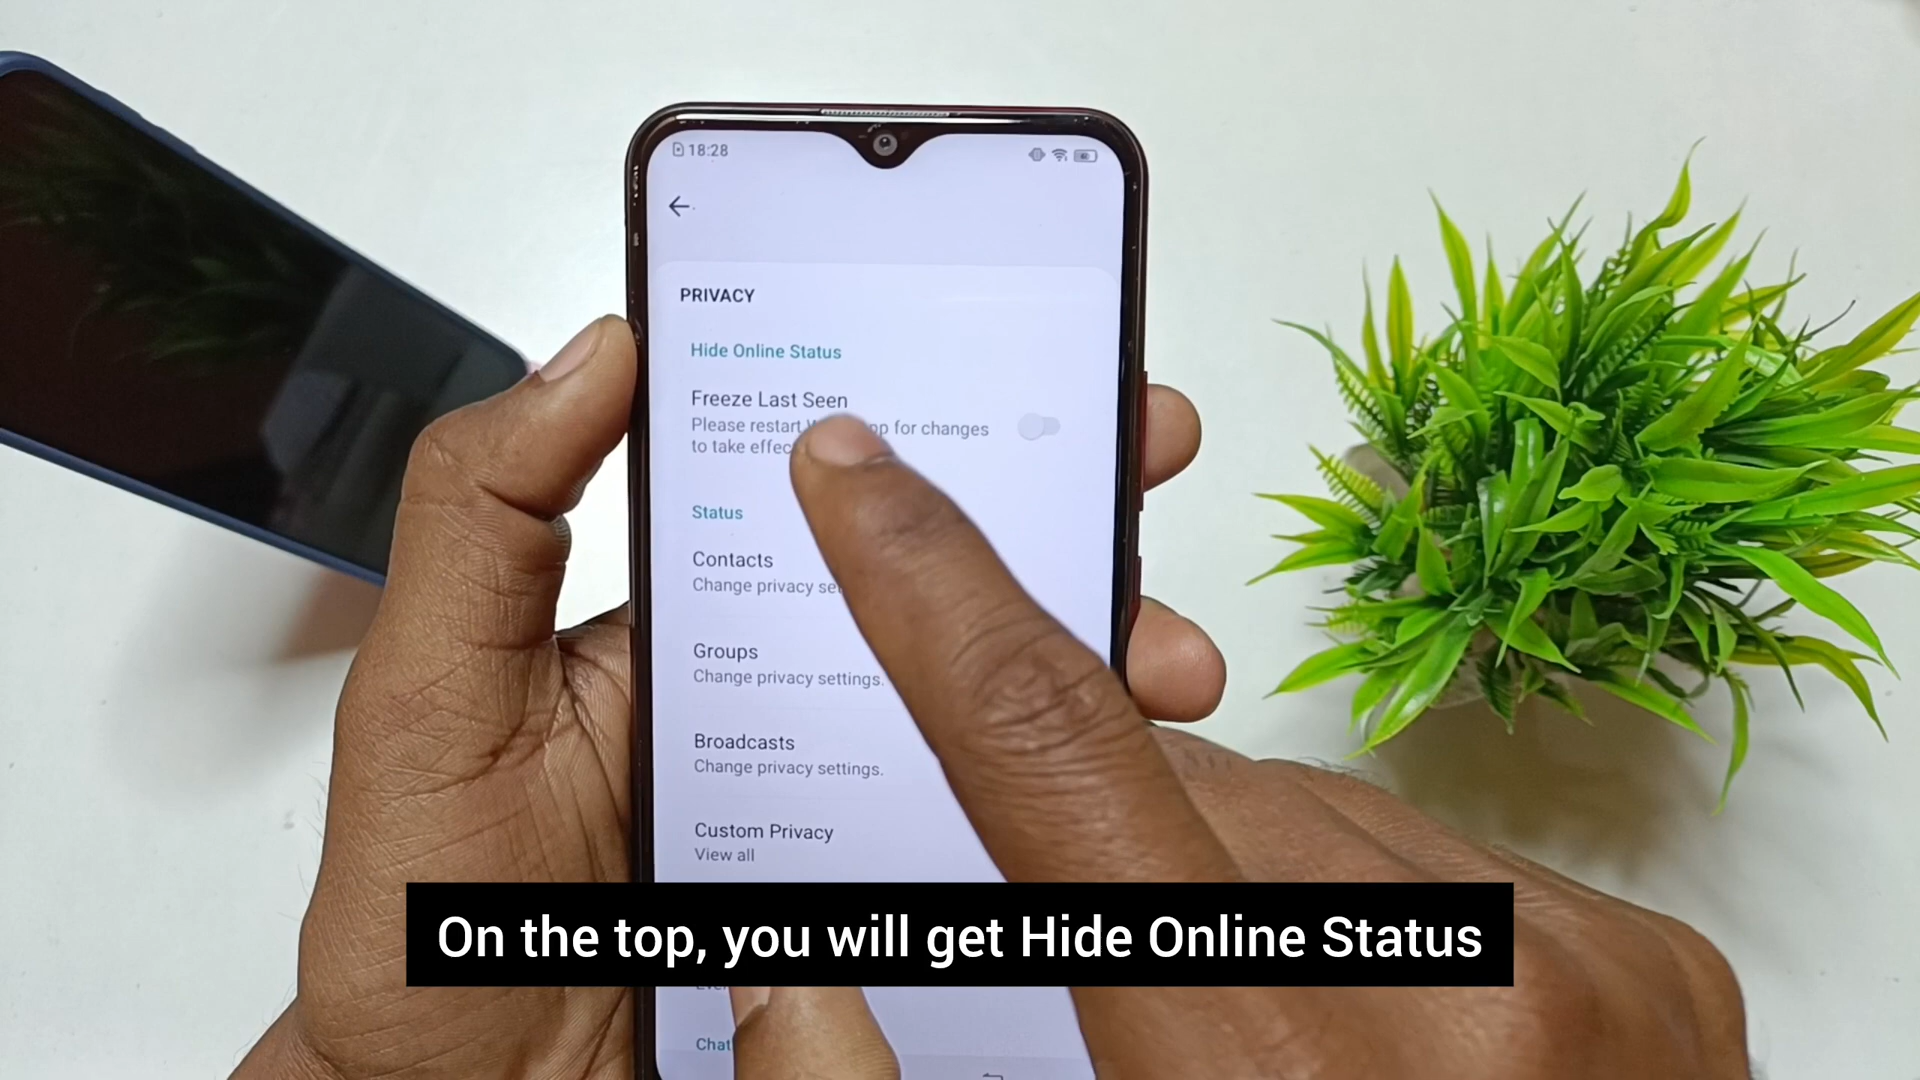 18:28
PRIVACY
Hide Online Status
Freeze Last Seen
Please restart for changes
to take effec
Status
Contacts
Change privacy se
Groups
Change privacy settings.
Broadcasts
Change privacy settings.
Custom Privacy
View all
On the top, you will get Hide Online Status
Chat